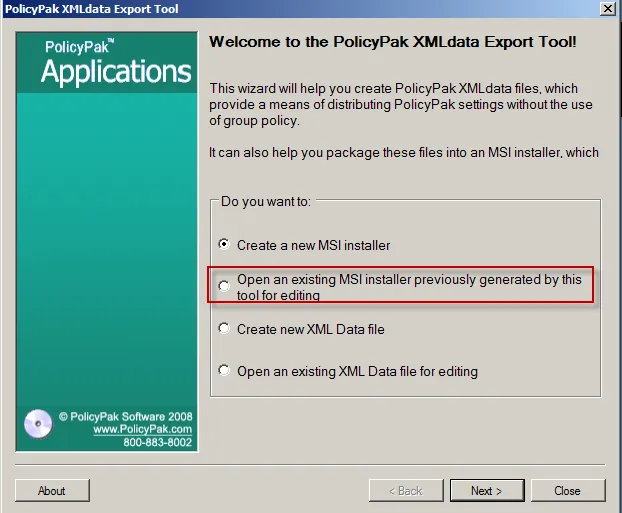 PolicyPak XMLdata Export Tool
PolicyPak™
Applications
Welcome to the PolicyPak XMLdata Export Tool!
This wizard will help you create PolicyPak XMLdata files, which
provide a means of distributing PolicyPak settings without the use
of group policy.
It can also help you package these files into an MSI installer, which
Do you want to:
Create a new MSI installer
Open an existing MSI installer previously generated by this
tool for editing
Create new XML Data file
Open an existing XML Data file for editing
© PolicyPak Software 2008
www.PolicyPak.com
800-883-8002
About
< Back
Next >
Close